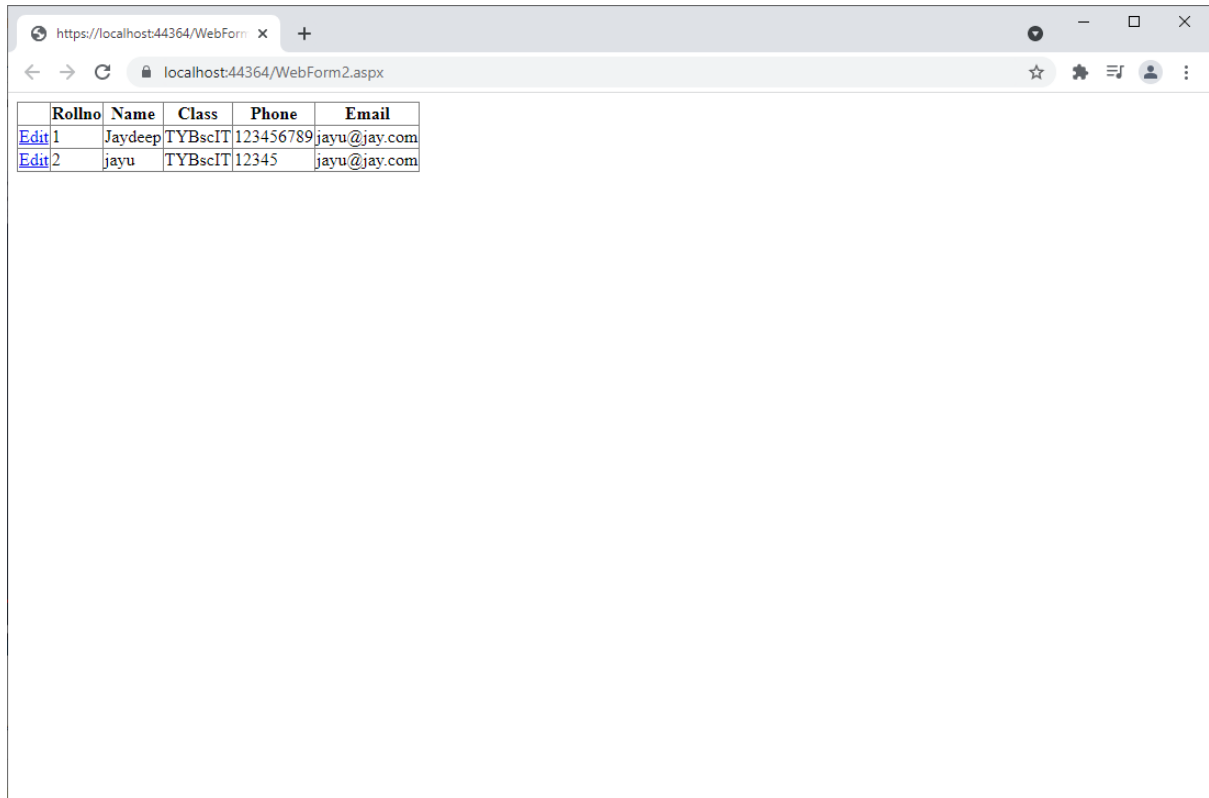 https://localhost:44364/WebForm
localhost:44364/WebForm2.aspx
Rollno Name Class Phone Email
Edit 1 Jaydeep TYBscIT 123456789 jayu@jay.com
Edit 2 jayu TYBscIT 12345 jayu@jay.com